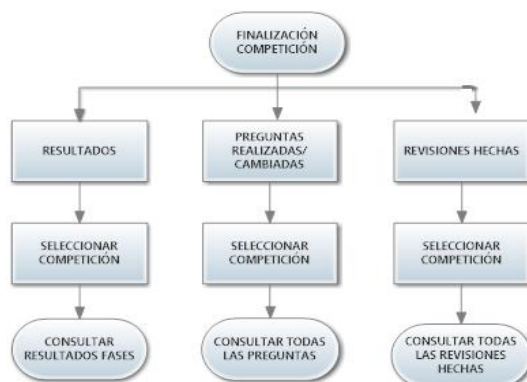 FINALIZACIÓN
COMPETICIÓN
RESULTADOS
PREGUNTAS
REALIZADAS/
CAMBIADAS
REVISIONES HECHAS
SELECCIONAR
COMPETICIÓN
SELECCIONAR
COMPETICIÓN
SELECCIONAR
COMPETICIÓN
CONSULTAR
RESULTADOS FASES
CONSULTAR TODAS
LAS PREGUNTAS
CONSULTAR TODAS
LAS REVISIONES
HECHAS